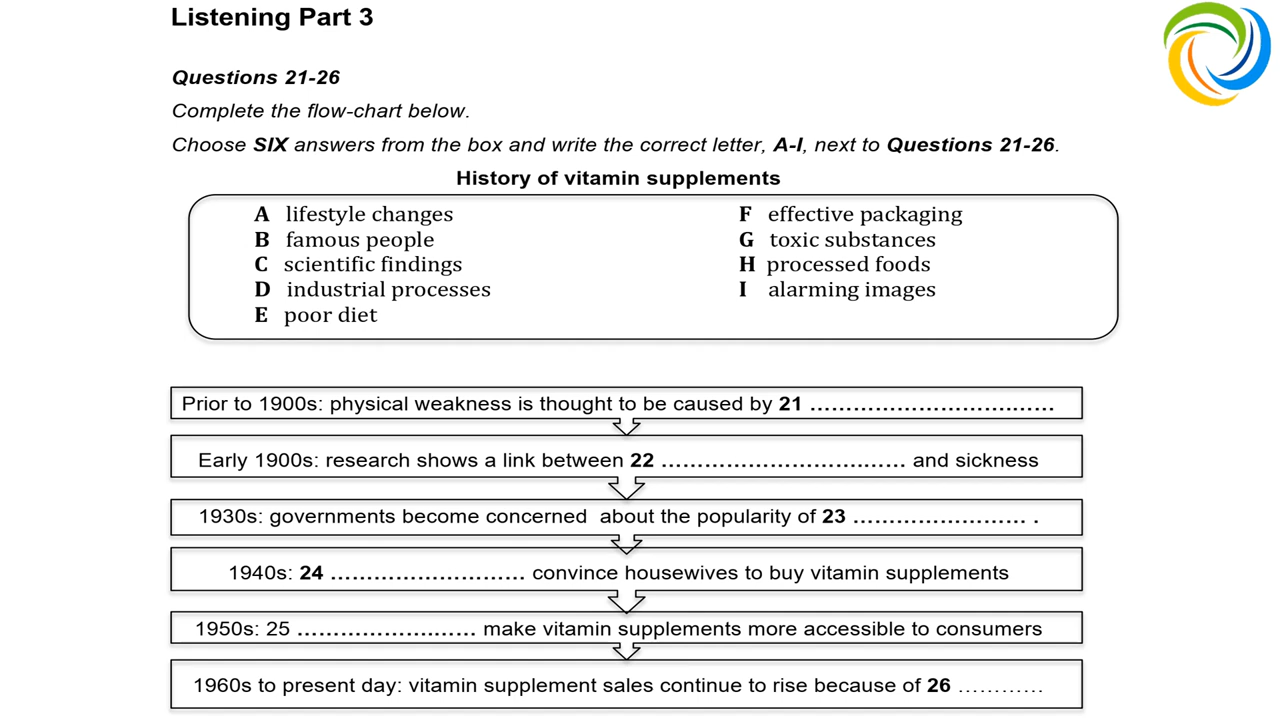 Listening Part 3
Questions 21-26
Complete the flow-chart below.
Choose SIX answers from the box and write the correct letter, A-I, next to Questions 21-26.
History of vitamin supplements
A lifestyle changes
B famous people
C scientific findings
D industrial processes
E poor diet
F effective packaging
G toxic substances
H processed foods
I alarming images
Prior to 1900s: physical weakness is thought to be caused by 21 ……………………………….
Early 1900s: research shows a link between 22 ……………………………… and sickness
1930s: governments become concerned about the popularity of 23 …………………… .
1940s: 24 ……………………… convince housewives to buy vitamin supplements
1950s: 25 ……………………… make vitamin supplements more accessible to consumers
1960s to present day: vitamin supplement sales continue to rise because of 26 …………